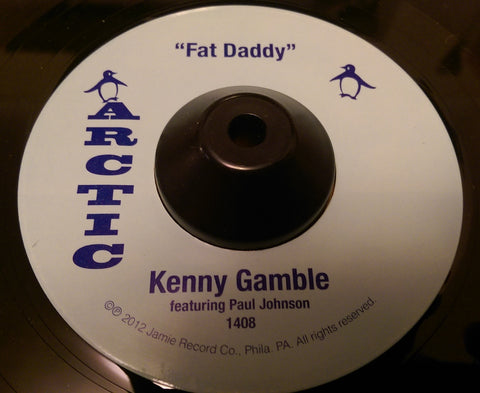 "Fat Daddy"
ARCTIC
Kenny Gamble
featuring Paul Johnson
1408
©℗ 2012 Jamie Record Co., Phila. PA. All rights reserved.